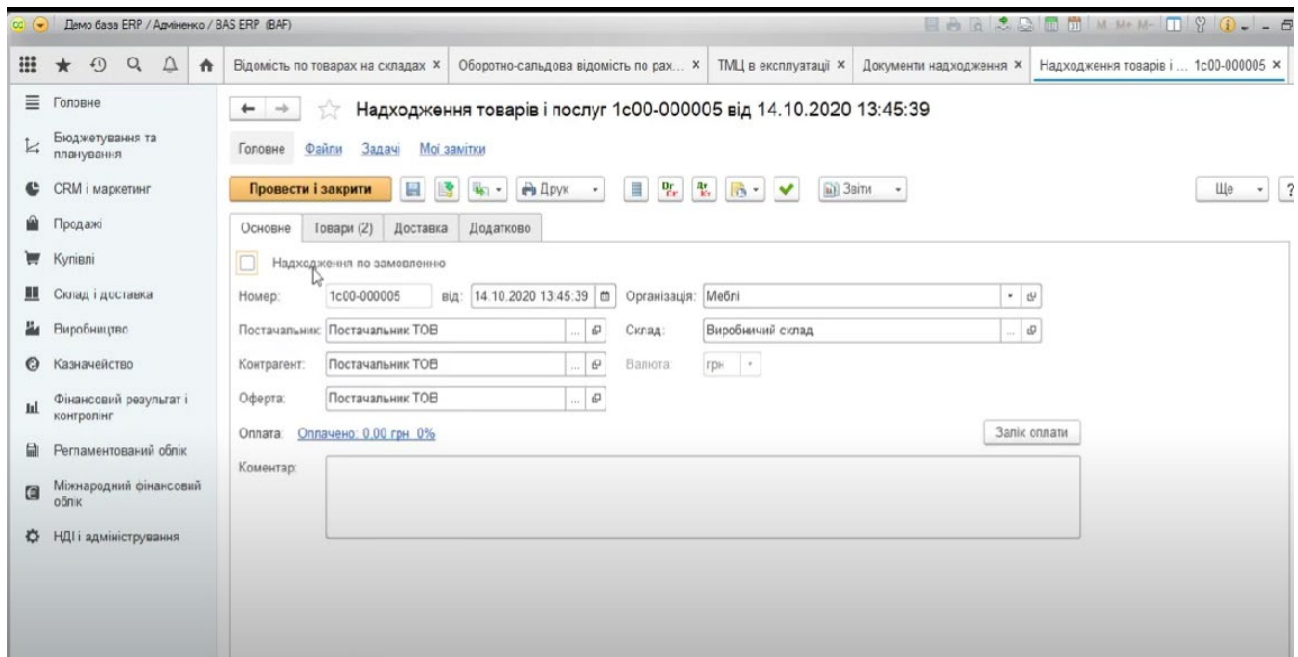 Демо база ERP / Адміненко / BAS ERP (BAF)
M M+ M-
Відомість по товарах на складах ×
Оборотно-сальдова відомість по рах... ×
ТМЦ в експлуатації ×
Документи надходження ×
Надходження товарів і ... 1с00-000005 ×
Головне
Бюджетування та
планування
CRM і маркетинг
Продажі
Купівлі
Склад і доставка
Виробництво
Казначейство
Фінансовий результат і
контролінг
Регламентований облік
Міжнародний фінансовий
облік
НДІ і адміністрування
Надходження товарів і послуг 1с00-000005 від 14.10.2020 13:45:39
Головне Файли Задачі Мої замітки
Провести і закрити Друк Дт Кт Звіти Ще ?
Основне Товари (2) Доставка Додатково
Надходження по замовленню
Номер: 1с00-000005 від: 14.10.2020 13:45:39 Організація: Меблі
Постачальник: Постачальник ТОВ ... Склад: Виробничий склад ...
Контрагент: Постачальник ТОВ ... Валюта: грн
Оферта: Постачальник ТОВ ...
Оплата: Оплачено: 0,00 грн 0% Залік оплати
Коментар: